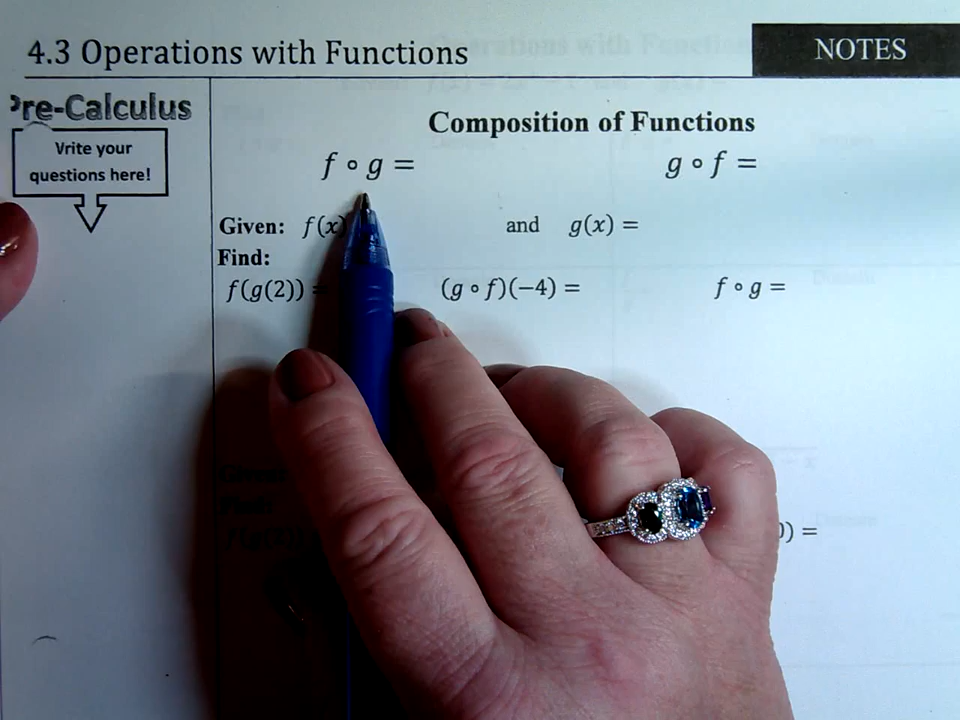 4.3 Operations with Functions
NOTES
Pre-Calculus
Write your
questions here!
Composition of Functions
f ∘ g =
g ∘ f =
Given: f(x) and g(x) =
Find:
f(g(2)) = (g ∘ f)(−4) = f ∘ g =
) =